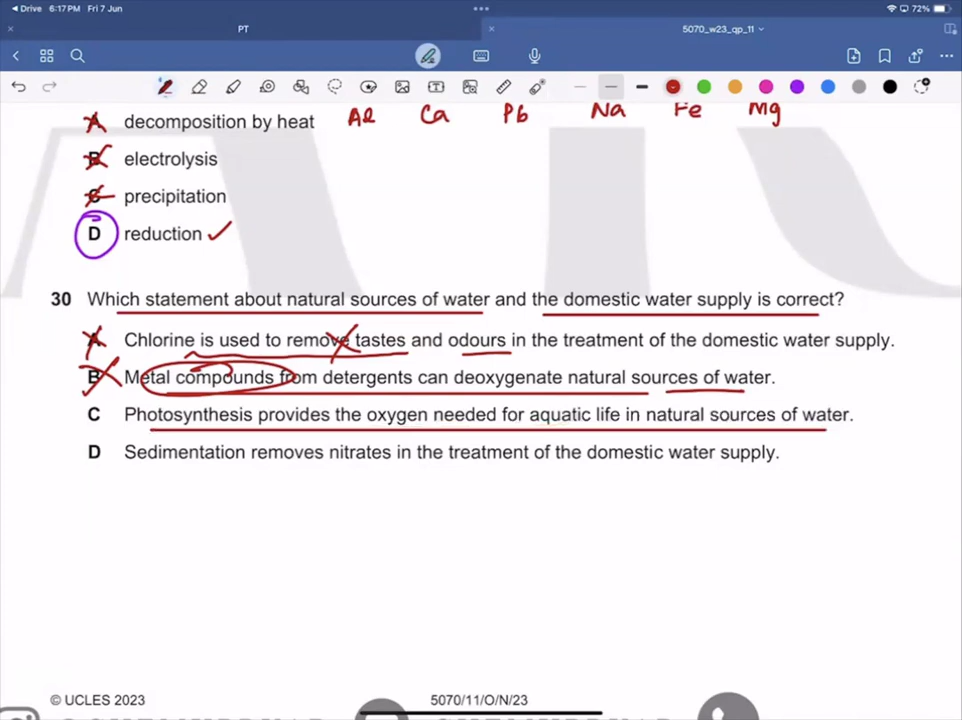 Drive 6:17PM Fri 7 Jun 72%
PT 5070_w23_qp_11
A decomposition by heat Al Ca Pb Na Fe Mg
B electrolysis
C precipitation
D reduction
30 Which statement about natural sources of water and the domestic water supply is correct?
A Chlorine is used to remove tastes and odours in the treatment of the domestic water supply.
B Metal compounds from detergents can deoxygenate natural sources of water.
C Photosynthesis provides the oxygen needed for aquatic life in natural sources of water.
D Sedimentation removes nitrates in the treatment of the domestic water supply.
© UCLES 2023 5070/11/O/N/23